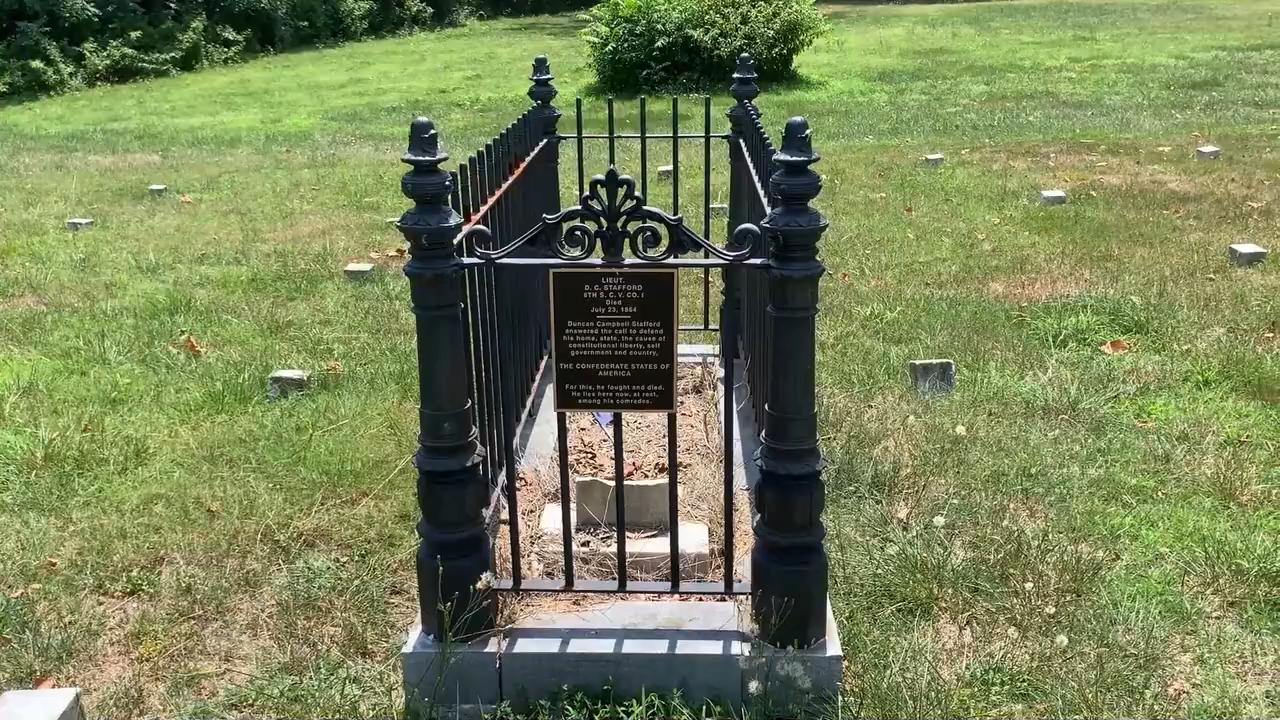 LIEUT.
D. C. STAFFORD
6TH S. C. V. CO. I
Died
July 23, 1864
Duncan Campbell Stafford
answered the call to defend
his home, state, the cause of
constitutional liberty, self
government and country,
THE CONFEDERATE STATES OF
AMERICA
For this, he fought and died.
He lies here now, at rest,
among his comrades.